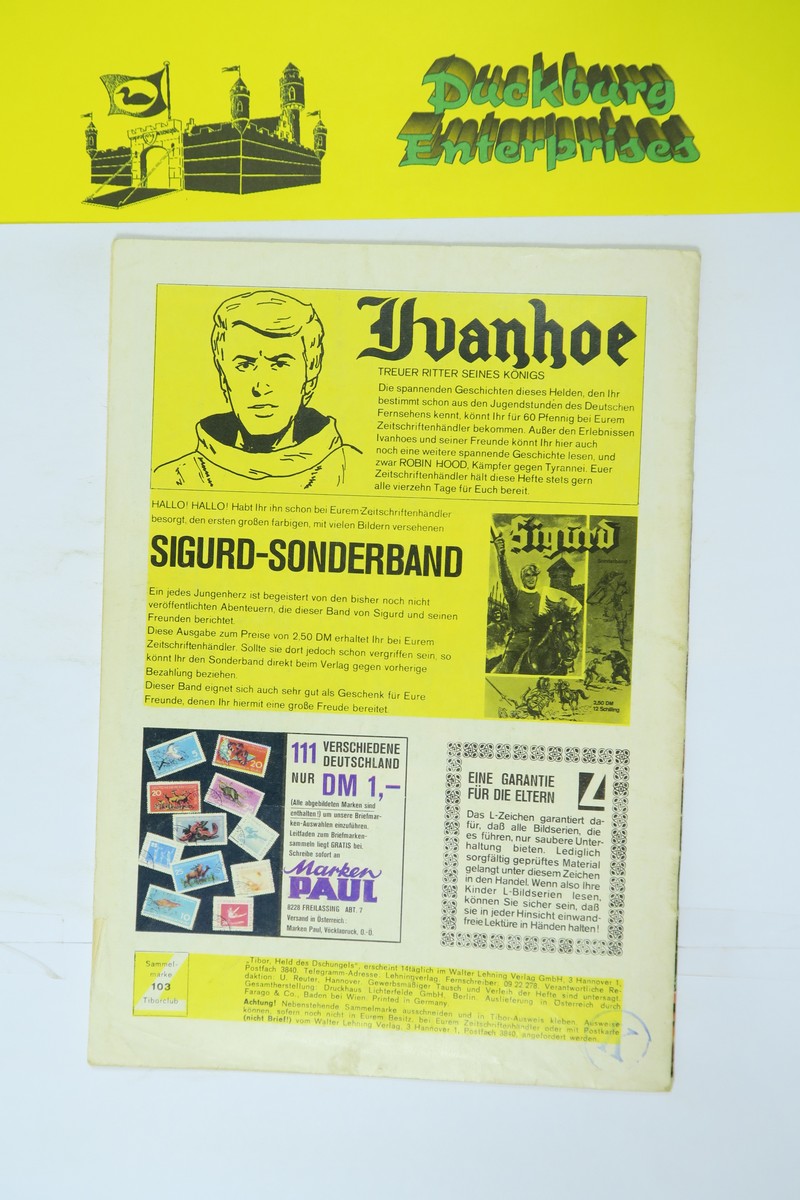 Duckburg
Enterprises
Ivanhoe
TREUER RITTER SEINES KÖNIGS
Die spannenden Geschichten dieses Helden, den Ihr
bestimmt schon aus den Jugendstunden des Deutschen
Fernsehens kennt, könnt Ihr für 60 Pfennig bei Eurem
Zeitschriftenhändler bekommen. Außer den Erlebnissen
Ivanhoes und seiner Freunde könnt Ihr hier auch
noch eine weitere spannende Geschichte lesen, und
zwar ROBIN HOOD, Kämpfer gegen Tyrannei. Euer
Zeitschriftenhändler hält diese Hefte stets gern
alle vierzehn Tage für Euch bereit.
HALLO! HALLO! Habt Ihr ihn schon bei Eurem Zeitschriftenhändler
besorgt, den ersten großen farbigen, mit vielen Bildern versehenen
SIGURD-SONDERBAND
Ein jedes Jungenherz ist begeistert von den bisher noch nicht
veröffentlichten Abenteuern, die dieser Band von Sigurd und seinen
Freunden berichtet.
Diese Ausgabe zum Preise von 2,50 DM erhaltet Ihr bei Eurem
Zeitschriftenhändler. Sollte sie dort jedoch schon vergriffen sein, so
könnt Ihr den Sonderband direkt beim Verlag gegen vorherige
Bezahlung beziehen.
Dieser Band eignet sich auch sehr gut als Geschenk für Eure
Freunde, denen Ihr hiermit eine große Freude bereitet.
Sigurd
Sonderband
2,50 DM
12 Schilling
111 VERSCHIEDENE
DEUTSCHLAND
NUR DM 1,–
(Alle abgebildeten Marken sind
enthalten!) um unsere Briefmar-
ken-Auswahlen einzuführen.
Leitfaden zum Briefmarken-
sammeln liegt GRATIS bei.
Schreibe sofort an
Marken
PAUL
8228 FREILASSING ABT. 7
Versand in Österreich:
Marken Paul, Vöcklabruck, O.-Ö.
20
20
10
EINE GARANTIE
FÜR DIE ELTERN
Das L-Zeichen garantiert da-
für, daß alle Bildserien, die
es führen, nur saubere Unter-
haltung bieten. Lediglich
sorgfältig geprüftes Material
gelangt unter diesem Zeichen
in den Handel. Wenn also Ihre
Kinder L-Bildserien lesen,
können Sie sicher sein, daß
sie in jeder Hinsicht einwand-
freie Lektüre in Händen halten!
Sammel-
marke
103
Tiborclub
„Tibor, Held des Dschungels", erscheint 14täglich im Walter Lehning Verlag GmbH, 3 Hannover 1,
Postfach 3840. Telegramm-Adresse: Lehningverlag. Fernschreiber: 09.22.278. Verantwortliche Re-
daktion: U. Reuter, Hannover. Gewerbsmäßiger Tausch und Verleih der Hefte sind untersagt.
Gesamtherstellung: Druckhaus Lichterfelde GmbH, Berlin. Auslieferung in Österreich durch
Farago & Co., Baden bei Wien. Printed in Germany.
Achtung! Nebenstehende Sammelmarke ausschneiden und in Tibor-Ausweis kleben. Ausweise
können, sofern noch nicht in Eurem Besitz, bei Eurem Zeitschriftenhändler oder mit Postkarte
(nicht Brief!) vom Walter Lehning Verlag, 3 Hannover 1, Postfach 3840, angefordert werden.